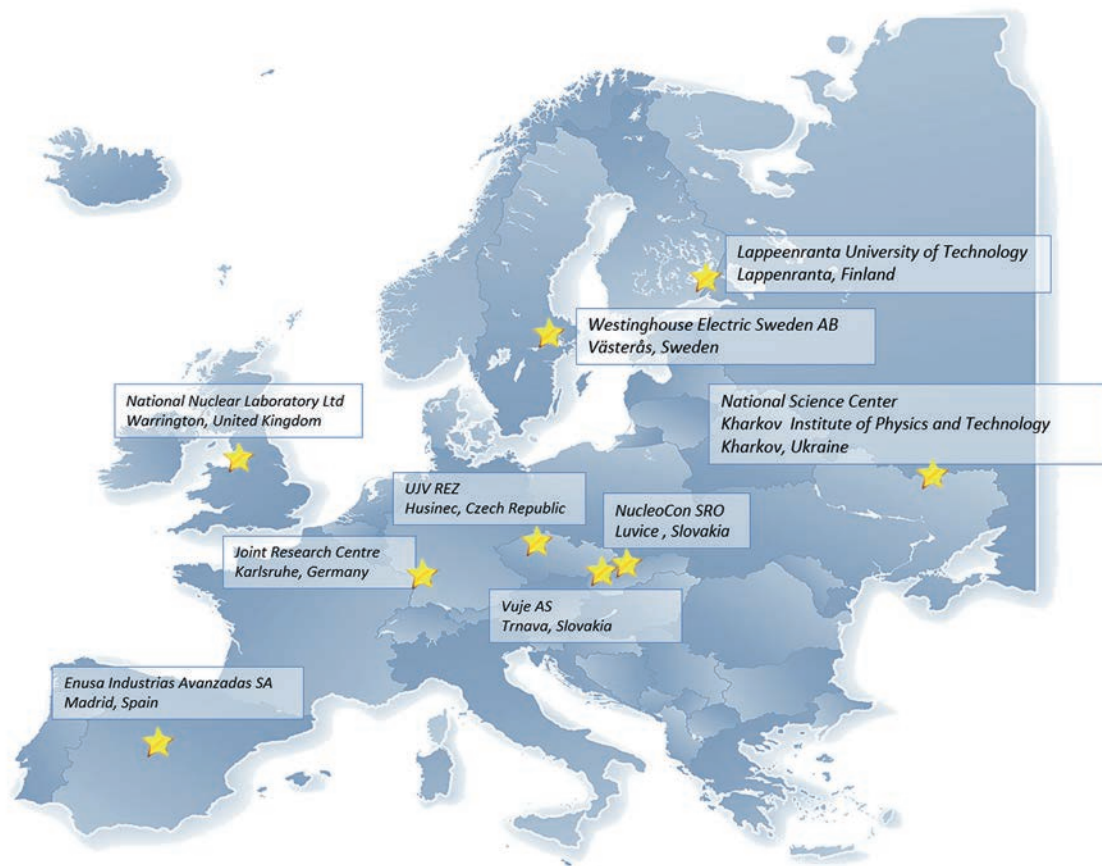 Lappeenranta University of Technology
Lappenranta, Finland
Westinghouse Electric Sweden AB
Västerås, Sweden
National Nuclear Laboratory Ltd
Warrington, United Kingdom
National Science Center
Kharkov Institute of Physics and Technology
Kharkov, Ukraine
UJV REZ
Husinec, Czech Republic
NucleoCon SRO
Luvice , Slovakia
Joint Research Centre
Karlsruhe, Germany
Vuje AS
Trnava, Slovakia
Enusa Industrias Avanzadas SA
Madrid, Spain